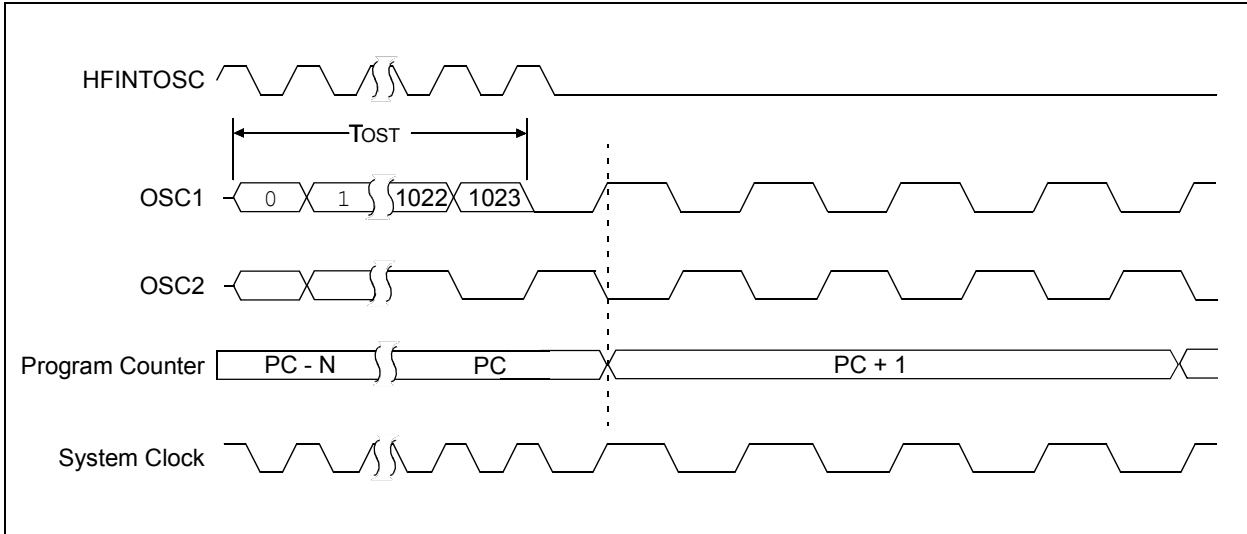 HFINTOSC
TOST
OSC1 0 1 1022 1023
OSC2
Program Counter PC - N PC PC + 1
System Clock